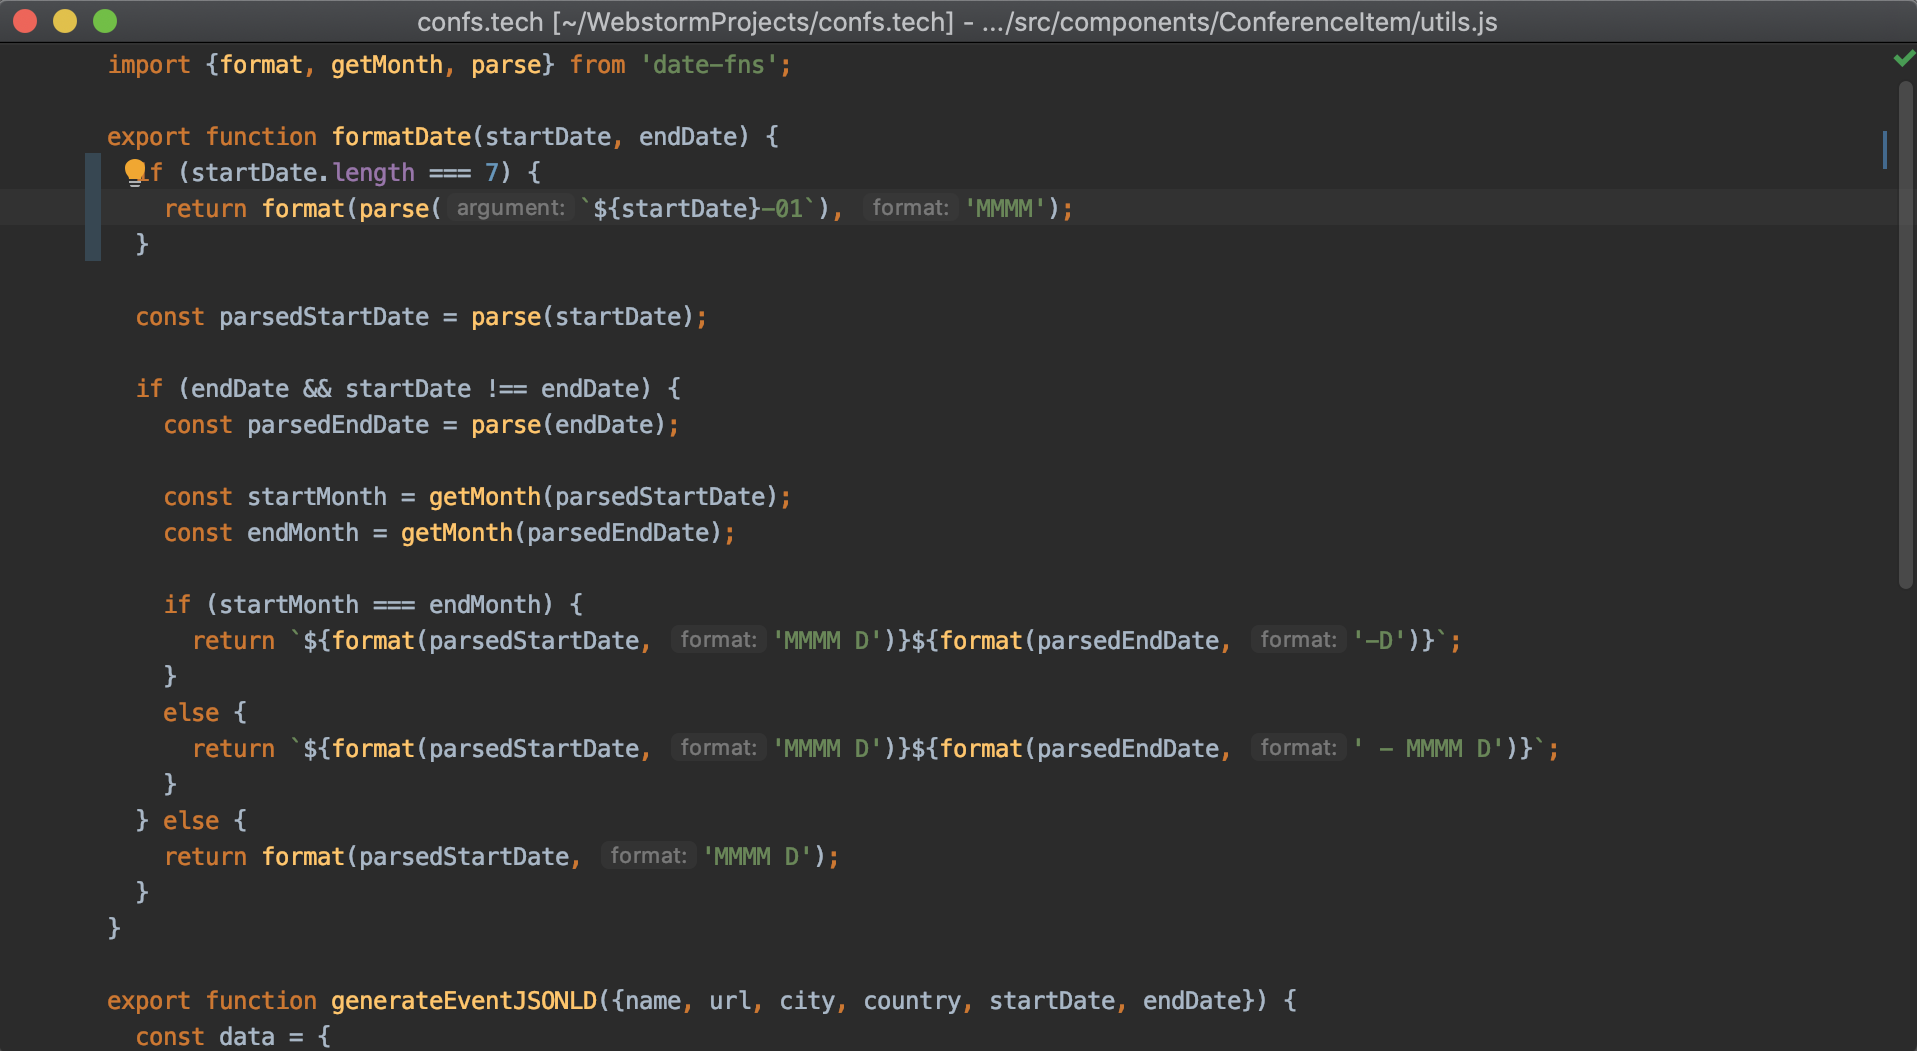 confs.tech [~/WebstormProjects/confs.tech] - .../src/components/ConferenceItem/utils.js
import {format, getMonth, parse} from 'date-fns';
export function formatDate(startDate, endDate) {
if (startDate.length === 7) {
return format(parse( argument: `${startDate}-01`), format: 'MMMM');
}
const parsedStartDate = parse(startDate);
if (endDate && startDate !== endDate) {
const parsedEndDate = parse(endDate);
const startMonth = getMonth(parsedStartDate);
const endMonth = getMonth(parsedEndDate);
if (startMonth === endMonth) {
return `${format(parsedStartDate, format: 'MMMM D')}${format(parsedEndDate, format: '-D')}`;
}
else {
return `${format(parsedStartDate, format: 'MMMM D')}${format(parsedEndDate, format: ' - MMMM D')}`;
}
} else {
return format(parsedStartDate, format: 'MMMM D');
}
}
export function generateEventJSONLD({name, url, city, country, startDate, endDate}) {
const data = {